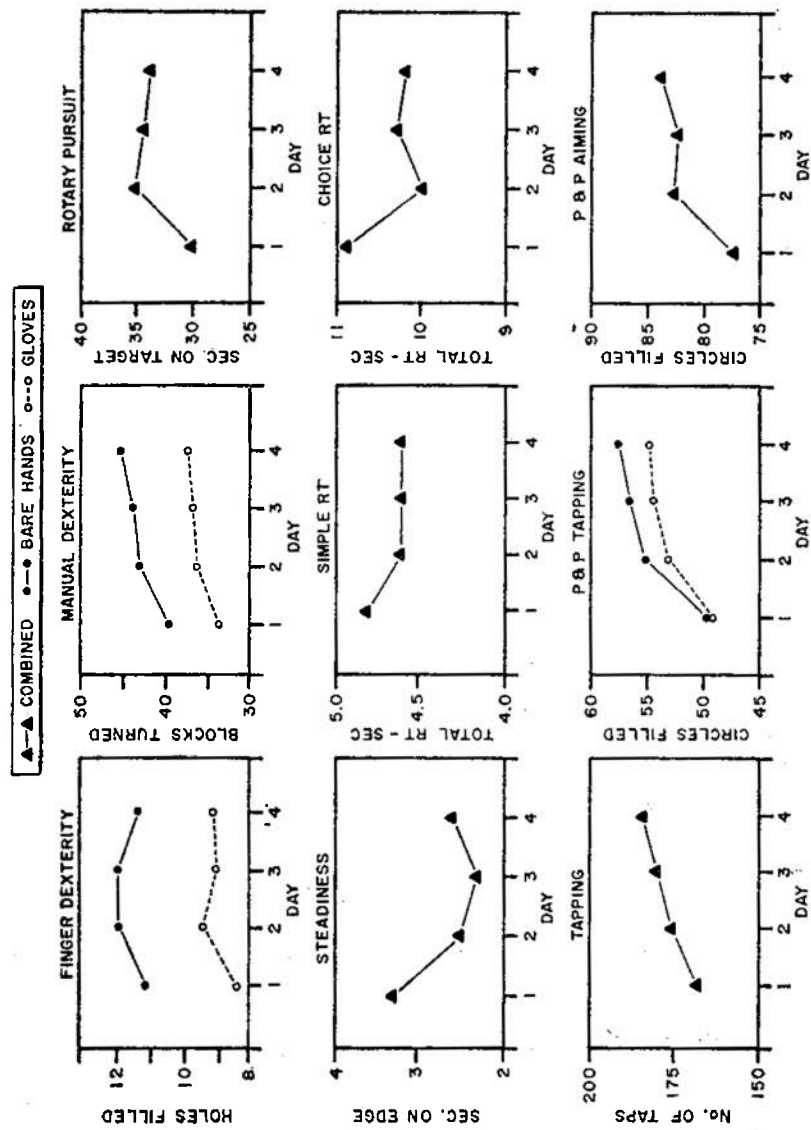 COMBINED BARE HANDS GLOVES
FINGER DEXTERITY
HOLES FILLED
12
10
8
1 2 3 4
DAY
MANUAL DEXTERITY
BLOCKS TURNED
50
40
30
1 2 3 4
DAY
ROTARY PURSUIT
SEC. ON TARGET
40
35
30
25
1 2 3 4
DAY
STEADINESS
SEC. ON EDGE
4
3
2
1 2 3 4
DAY
SIMPLE RT
TOTAL RT - SEC
5.0
4.5
4.0
1 2 3 4
DAY
CHOICE RT
TOTAL RT - SEC
11
10
9
1 2 3 4
DAY
TAPPING
No. OF TAPS
200
175
150
1 2 3 4
DAY
P & P TAPPING
CIRCLES FILLED
60
55
50
45
1 2 3 4
DAY
P & P AIMING
CIRCLES FILLED
90
85
80
75
1 2 3 4
DAY